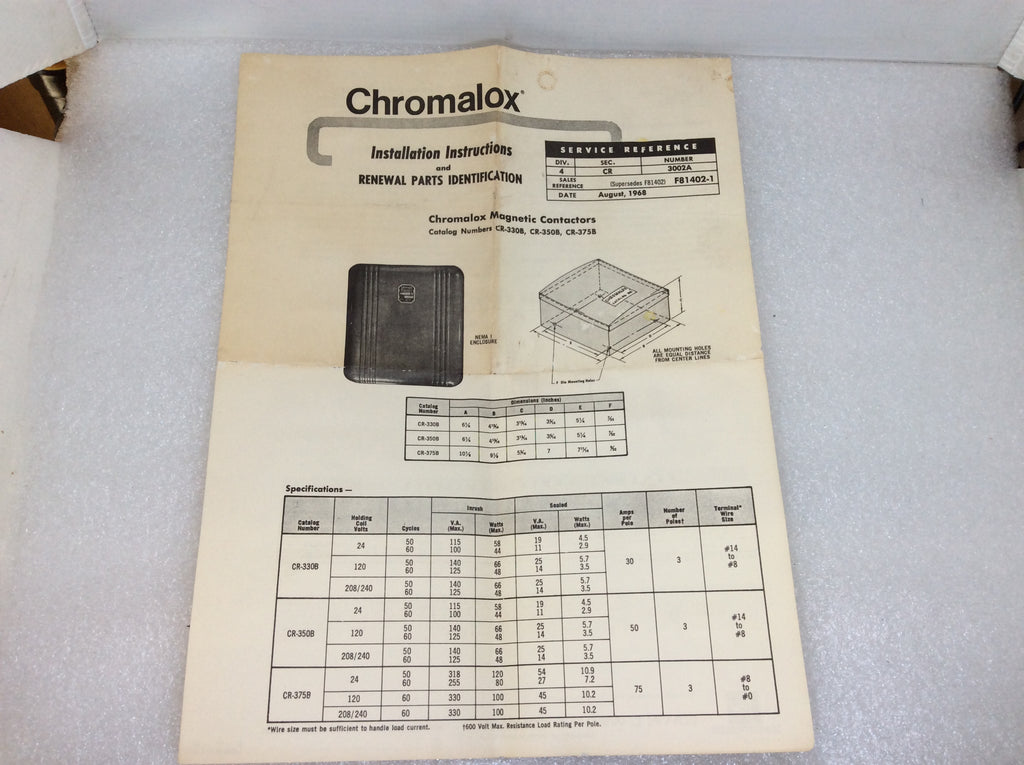 Chromalox
Installation Instructions
and
RENEWAL PARTS IDENTIFICATION
SERVICE REFERENCE
DIV. SEC. NUMBER
4 CR 3002A
SALES REFERENCE (Supersedes F81402) F81402-1
DATE August, 1968
Chromalox Magnetic Contactors
Catalog Numbers CR-330B, CR-350B, CR-375B
NEMA 1
ENCLOSURE
ALL MOUNTING HOLES
ARE EQUAL DISTANCE
FROM CENTER LINES
F Dia Mounting Holes
Catalog Number Dimensions (Inches)
A B C D E F
CR-330B
CR-350B
CR-375B 7
Specifications —
Catalog Number Holding Coil Volts Cycles Inrush Sealed Amps per Pole Number of Poles† Terminal* Wire Size
V.A. (Max.) Watts (Max.) V.A. (Max.) Watts (Max.)
CR-330B 24 50 115 58 19 4.5 30 3 #14 to #8
60 100 44 11 2.9
120 50 140 66 25 5.7
60 125 48 14 3.5
208/240 50 140 66 25 5.7
60 125 48 14 3.5
CR-350B 24 50 115 58 19 4.5 50 3 #14 to #8
60 100 44 11 2.9
120 50 140 66 25 5.7
60 125 48 14 3.5
208/240 50 140 66 25 5.7
60 125 48 14 3.5
CR-375B 24 50 318 120 54 10.9 75 3 #8 to #0
60 255 80 27 7.2
120 60 330 100 45 10.2
208/240 60 330 100 45 10.2
*Wire size must be sufficient to handle load current. †600 Volt Max. Resistance Load Rating Per Pole.